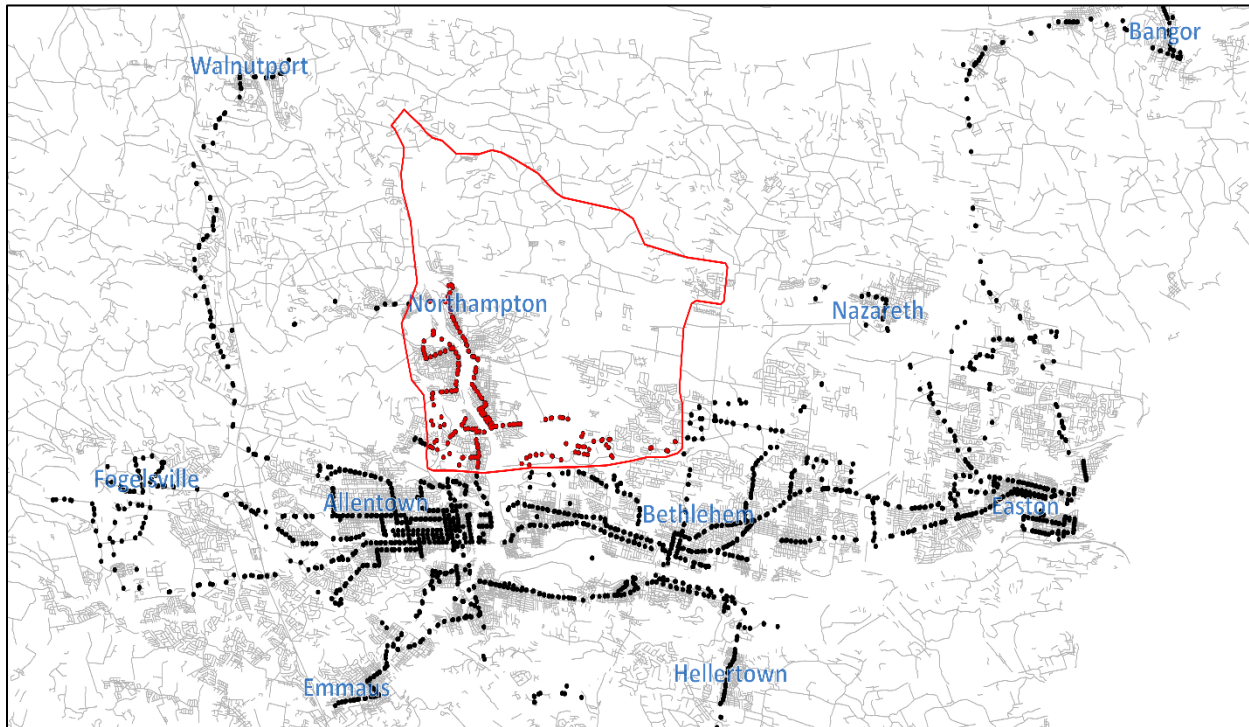 Bangor
Walnutport
Northampton
Nazareth
Fogelsville
Allentown
Bethlehem
Easton
Hellertown
Emmaus